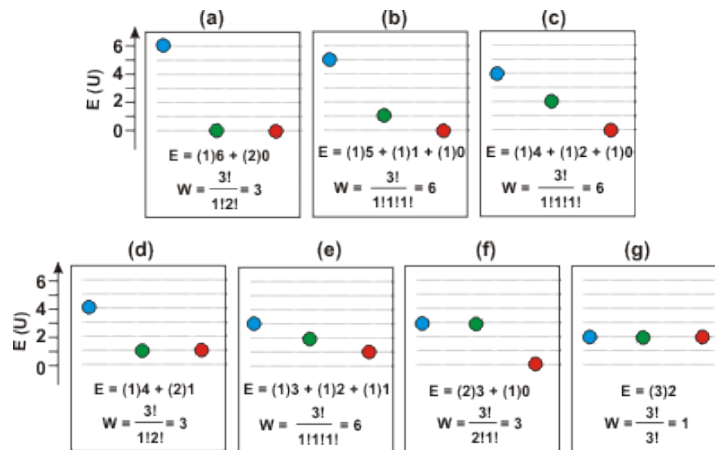 (a) (b) (c)
E (U)
6
4
2
0
E = (1)6 + (2)0
W = 3!/1!2! = 3
E = (1)5 + (1)1 + (1)0
W = 3!/1!1!1! = 6
E = (1)4 + (1)2 + (1)0
W = 3!/1!1!1! = 6
(d) (e) (f) (g)
E (U)
6
4
2
0
E = (1)4 + (2)1
W = 3!/1!2! = 3
E = (1)3 + (1)2 + (1)1
W = 3!/1!1!1! = 6
E = (2)3 + (1)0
W = 3!/2!1! = 3
E = (3)2
W = 3!/3! = 1